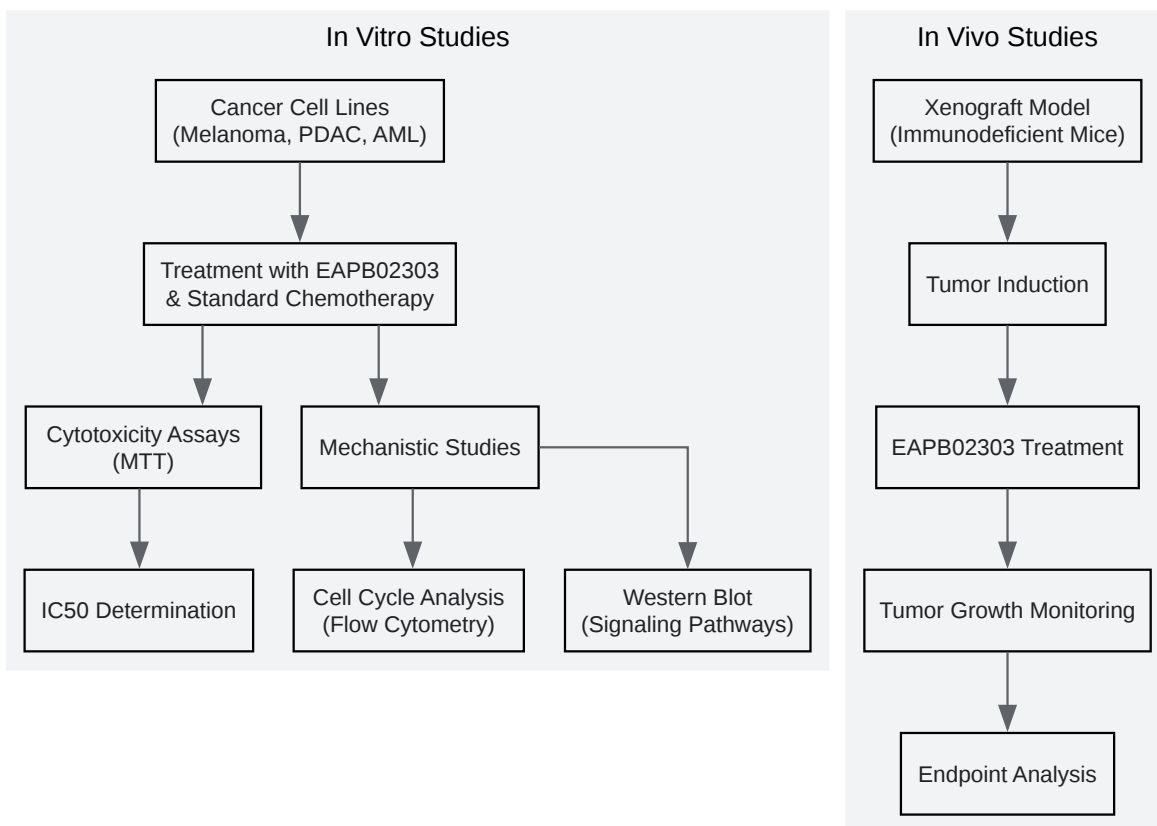 In Vitro Studies
Cancer Cell Lines
(Melanoma, PDAC, AML)
Treatment with EAPB02303
& Standard Chemotherapy
Cytotoxicity Assays
(MTT)
Mechanistic Studies
IC50 Determination
Cell Cycle Analysis
(Flow Cytometry)
Western Blot
(Signaling Pathways)
In Vivo Studies
Xenograft Model
(Immunodeficient Mice)
Tumor Induction
EAPB02303 Treatment
Tumor Growth Monitoring
Endpoint Analysis